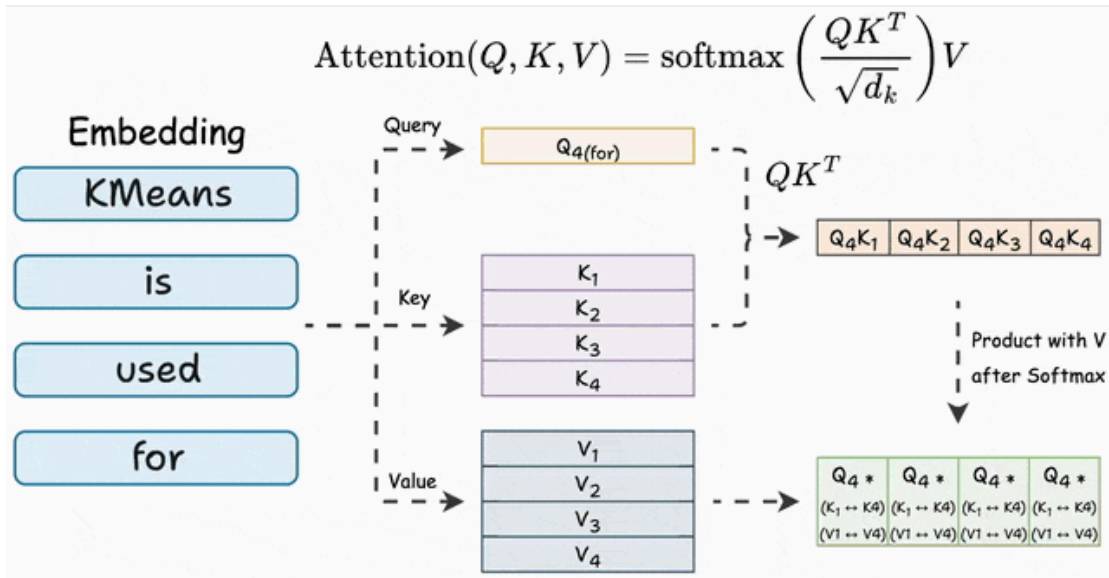 Attention(Q, K, V) = softmax(QK^T / √d_k)V
Embedding
KMeans
is
used
for
Query
Q₄(for)
Key
K₁
K₂
K₃
K₄
Value
V₁
V₂
V₃
V₄
QK^T
Q₄K₁ Q₄K₂ Q₄K₃ Q₄K₄
Product with V
after Softmax
Q₄ * Q₄ * Q₄ * Q₄ *
(K₁ ↔ K4) (K₁ ↔ K4) (K₁ ↔ K4) (K₁ ↔ K4)
(V1 ↔ V4) (V1 ↔ V4) (V1 ↔ V4) (V1 ↔ V4)